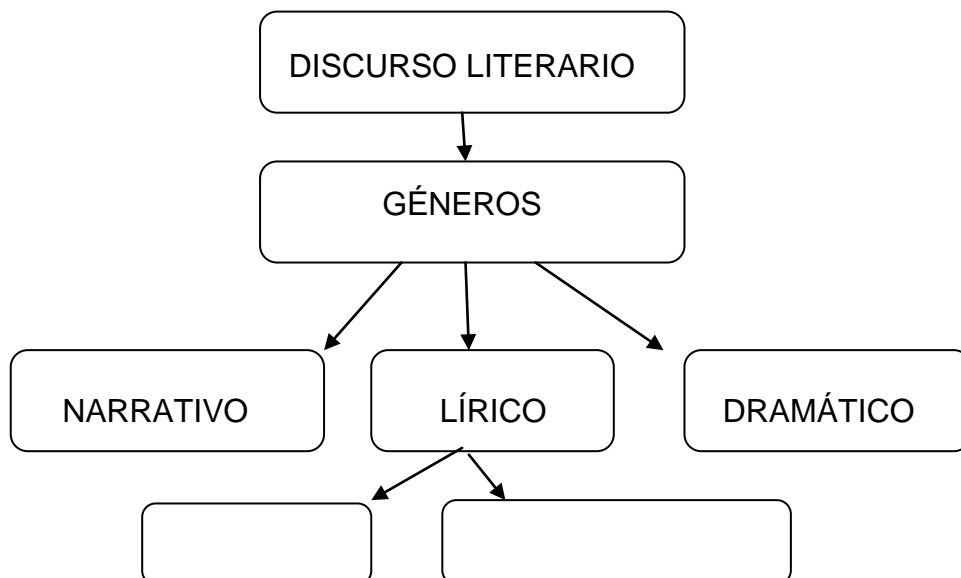 DISCURSO LITERARIO
GÉNEROS
NARRATIVO
LÍRICO
DRAMÁTICO